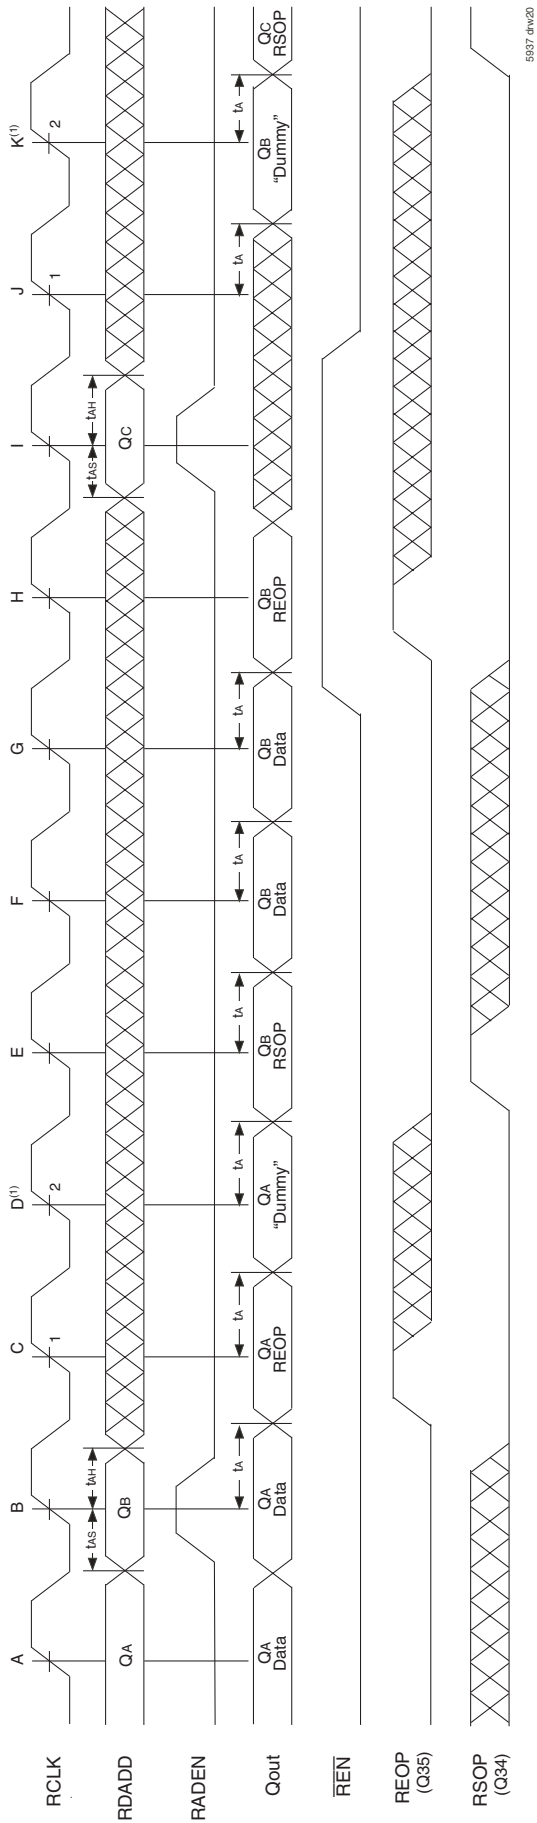 A B C D(1) E F G H I J K(1)
RCLK 1 2 1 2
tAS tAH tAS tAH
RDADD QA QB QC
RADEN
tA tA tA tA tA tA tA tA
Qout QA Data QA Data QA REOP QA "Dummy" QB RSOP QB Data QB Data QB REOP QB "Dummy" QC RSOP
REN
REOP
(Q35)
RSOP
(Q34)
5937 drw20